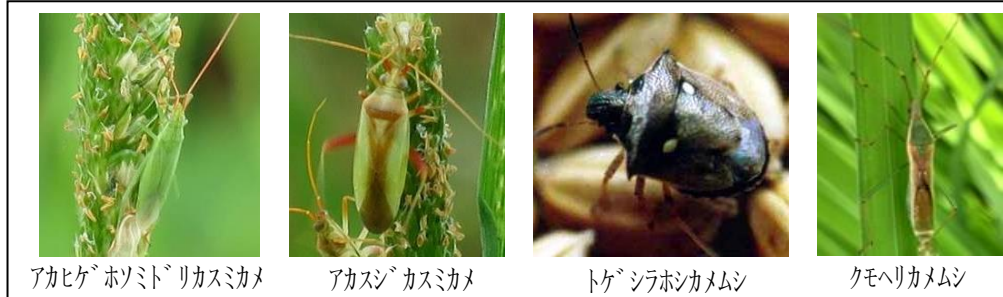 ｱｶﾋｹﾞﾎｿﾐﾄﾞﾘｶｽﾐｶﾒ
ｱｶｽｼﾞｶｽﾐｶﾒ
ﾄｹﾞｼﾗﾎｼｶﾒﾑｼ
ｸﾓﾍﾘｶﾒﾑｼ